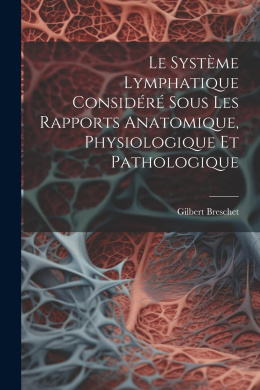 Le Système
Lymphatique
Considéré Sous Les
Rapports Anatomique,
Physiologique Et
Pathologique
Gilbert Breschet